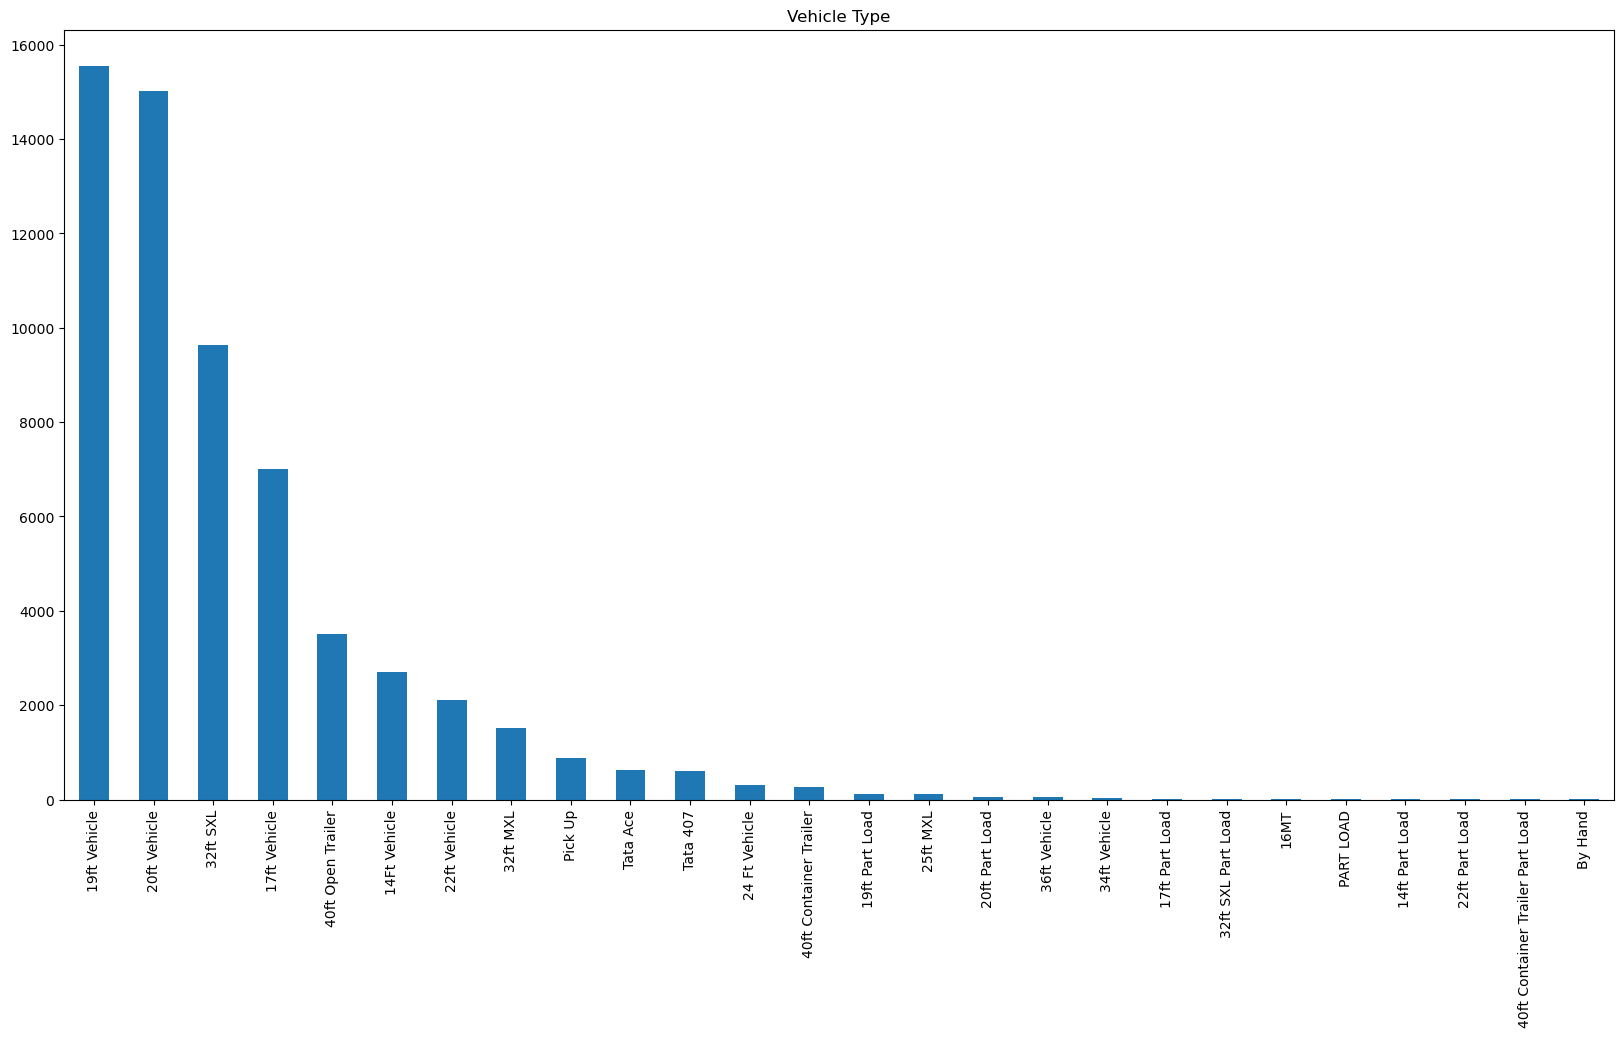 Vehicle Type
16000
14000
12000
10000
8000
6000
4000
2000
0
19ft Vehicle
20ft Vehicle
32ft SXL
17ft Vehicle
40ft Open Trailer
14Ft Vehicle
22ft Vehicle
32ft MXL
Pick Up
Tata Ace
Tata 407
24 Ft Vehicle
40ft Container Trailer
19ft Part Load
25ft MXL
20ft Part Load
36ft Vehicle
34ft Vehicle
17ft Part Load
32ft SXL Part Load
16MT
PART LOAD
14ft Part Load
22ft Part Load
40ft Container Trailer Part Load
By Hand